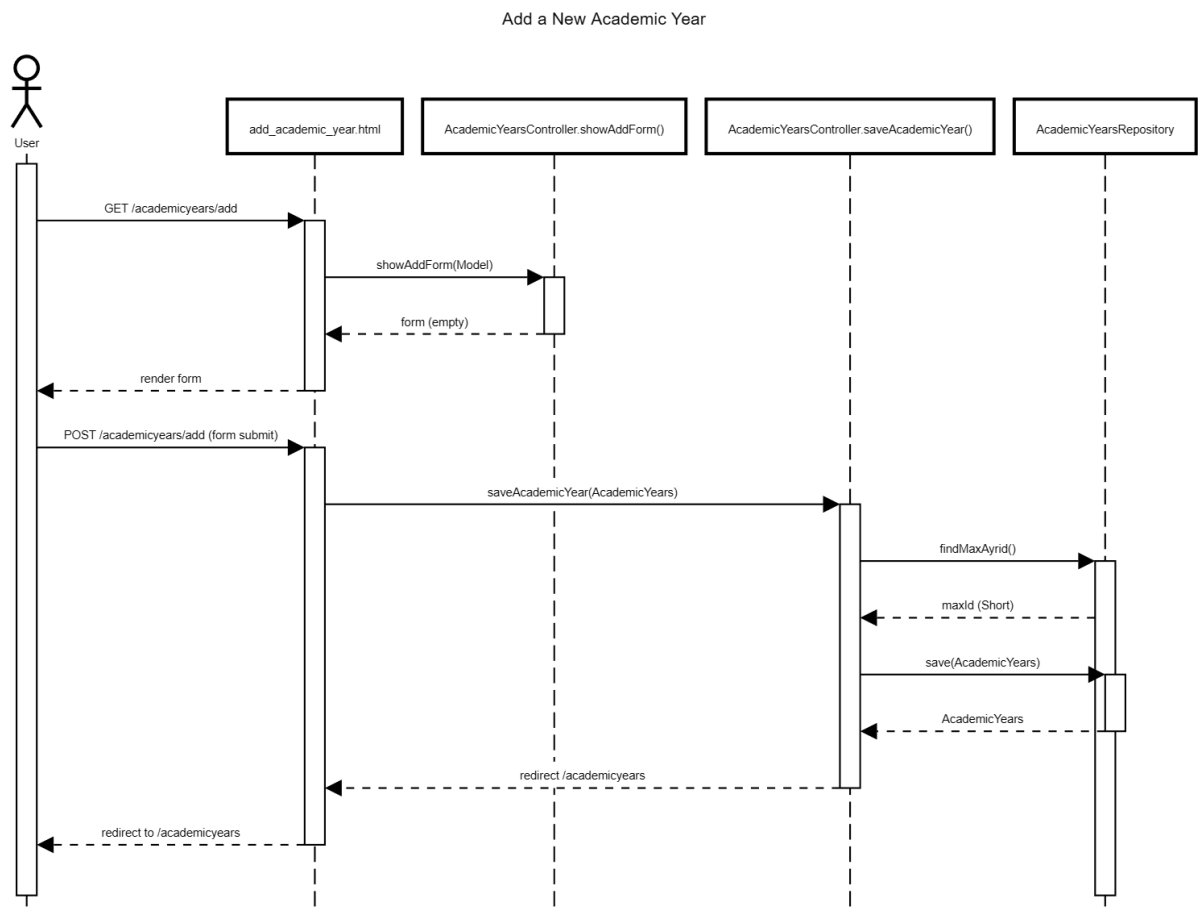 Add a New Academic Year
User
add_academic_year.html
AcademicYearsController.showAddForm()
AcademicYearsController.saveAcademicYear()
AcademicYearsRepository
GET /academicyears/add
showAddForm(Model)
form (empty)
render form
POST /academicyears/add (form submit)
saveAcademicYear(AcademicYears)
findMaxAyrid()
maxId (Short)
save(AcademicYears)
AcademicYears
redirect /academicyears
redirect to /academicyears